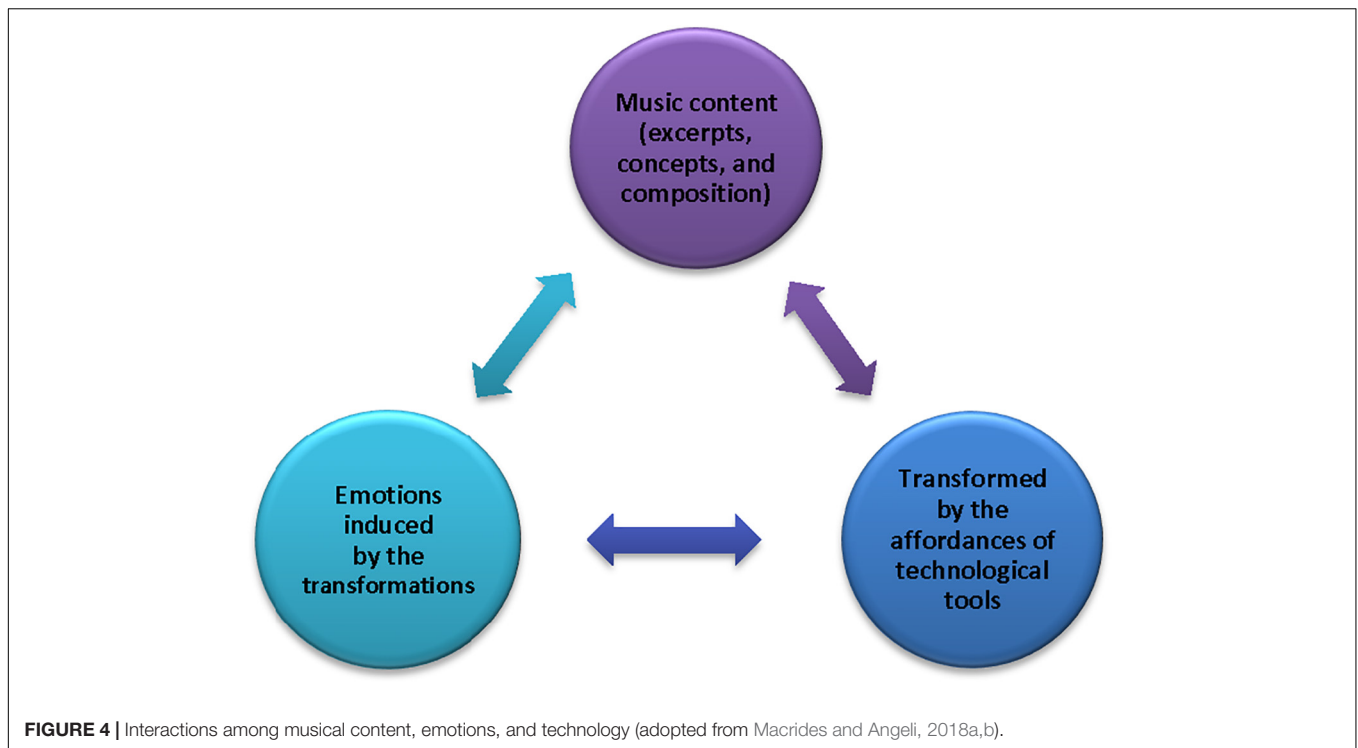 Music content
(excerpts,
concepts, and
composition)
Emotions
induced
by the
transformations
Transformed
by the
affordances of
technological
tools
FIGURE 4 | Interactions among musical content, emotions, and technology (adopted from Macrides and Angeli, 2018a,b).